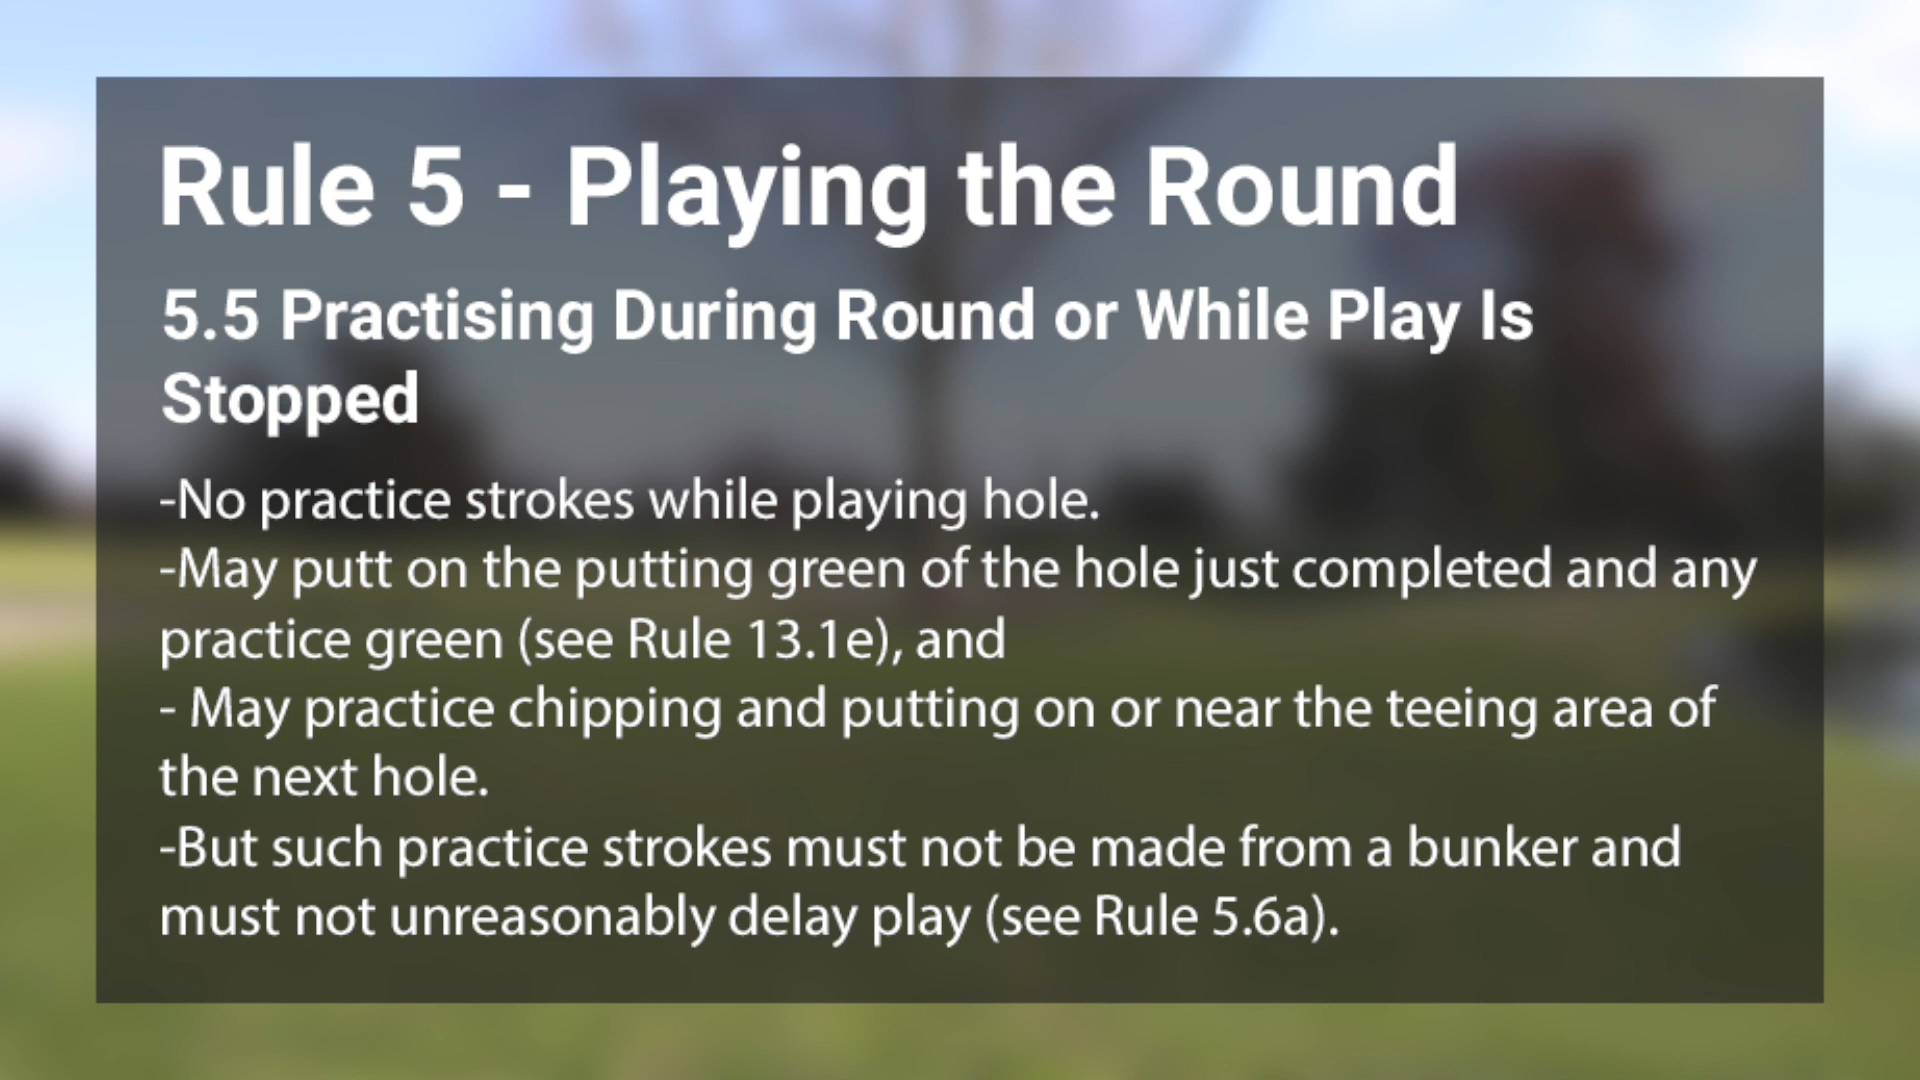 Rule 5 - Playing the Round
5.5 Practising During Round or While Play Is
Stopped
-No practice strokes while playing hole.
-May putt on the putting green of the hole just completed and any
practice green (see Rule 13.1e), and
- May practice chipping and putting on or near the teeing area of
the next hole.
-But such practice strokes must not be made from a bunker and
must not unreasonably delay play (see Rule 5.6a).